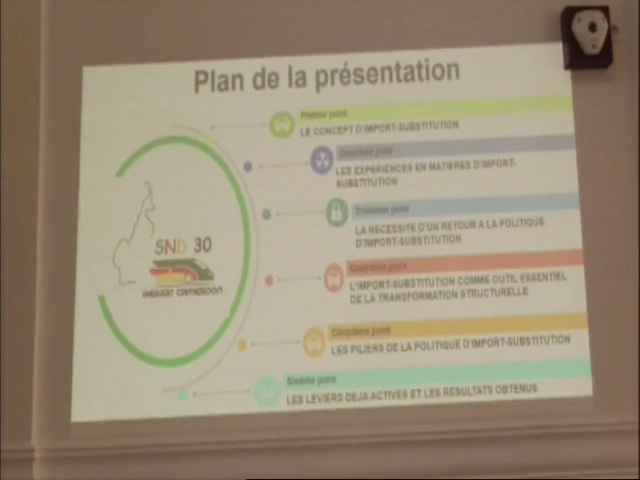 Plan de la présentation
Premier point
LE CONCEPT D'IMPORT-SUBSTITUTION
Deuxième point
LES EXPERIENCES EN MATIERES D'IMPORT-
SUBSTITUTION
Troisième point
LA NECESSITE D'UN RETOUR A LA POLITIQUE
D'IMPORT-SUBSTITUTION
SND 30
EMERGENT CAMEROON
Quatrième point
L'IMPORT-SUBSTITUTION COMME OUTIL ESSENTIEL
DE LA TRANSFORMATION STRUCTURELLE
Cinquième point
LES PILIERS DE LA POLITIQUE D'IMPORT-SUBSTITUTION
Sixième point
LES LEVIERS DEJA ACTIVES ET LES RESULTATS OBTENUS